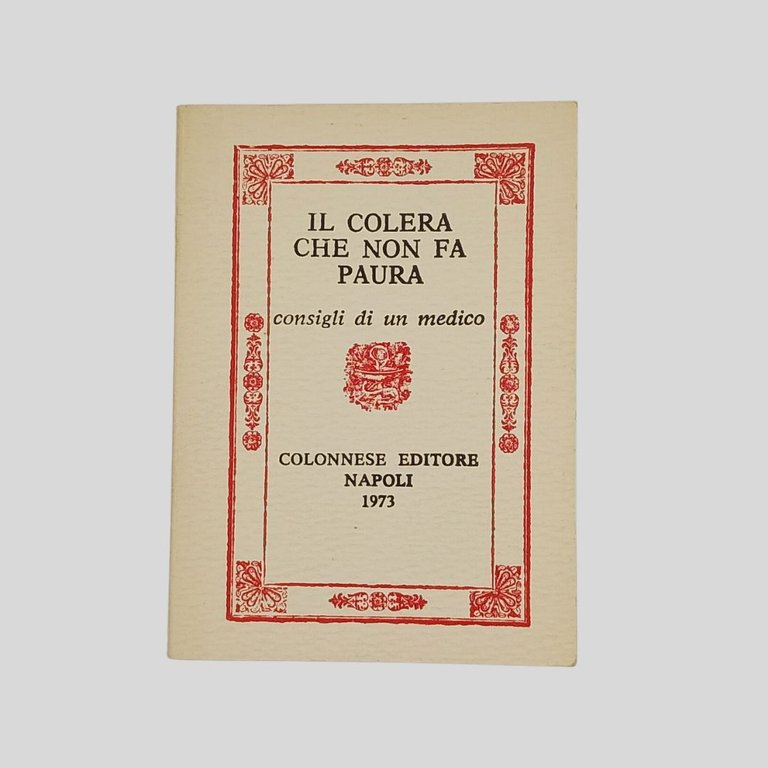 IL COLERA
CHE NON FA
PAURA
consigli di un medico
COLONNESE EDITORE
NAPOLI
1973